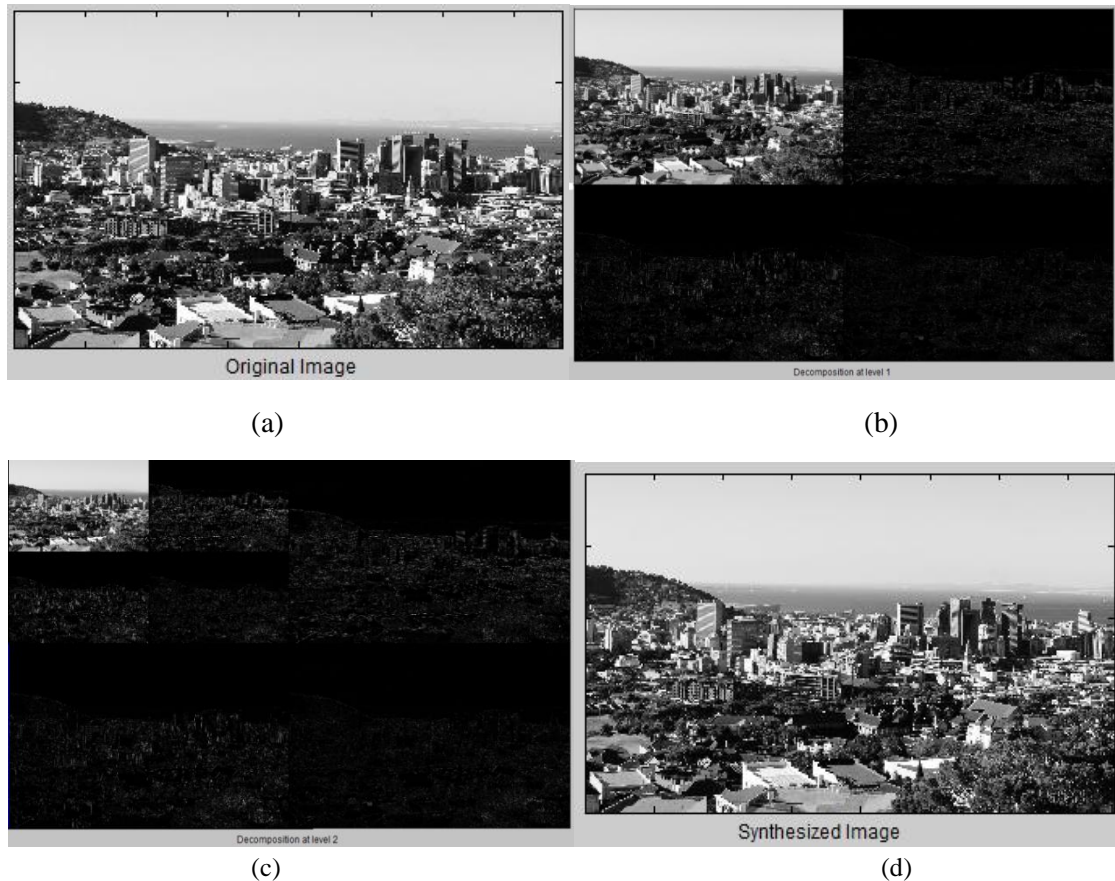 Original Image
Decomposition at level 1
(a)
(b)
Decomposition at level 2
Synthesized Image
(c)
(d)